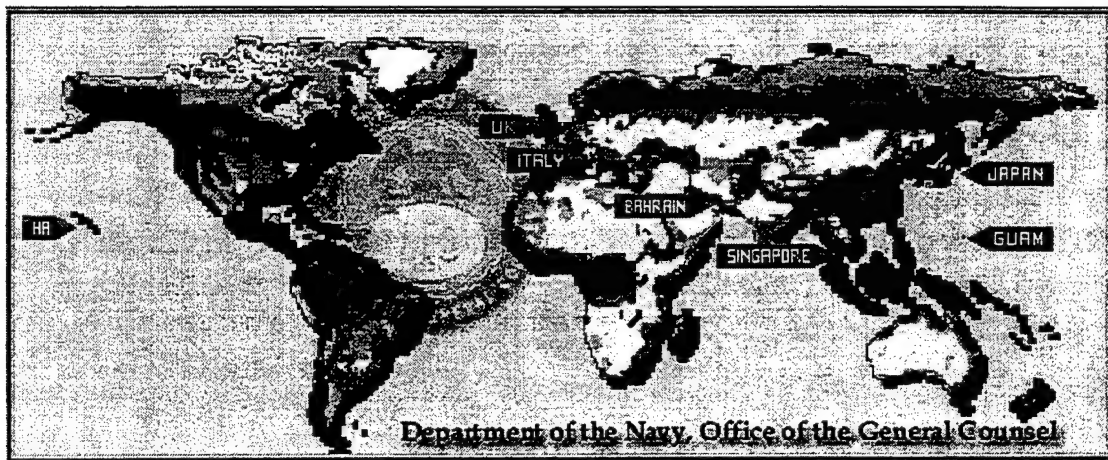 UK
ITALY
JAPAN
BAHRAIN
HA
GUAM
SINGAPORE
Department of the Navy, Office of the General Counsel